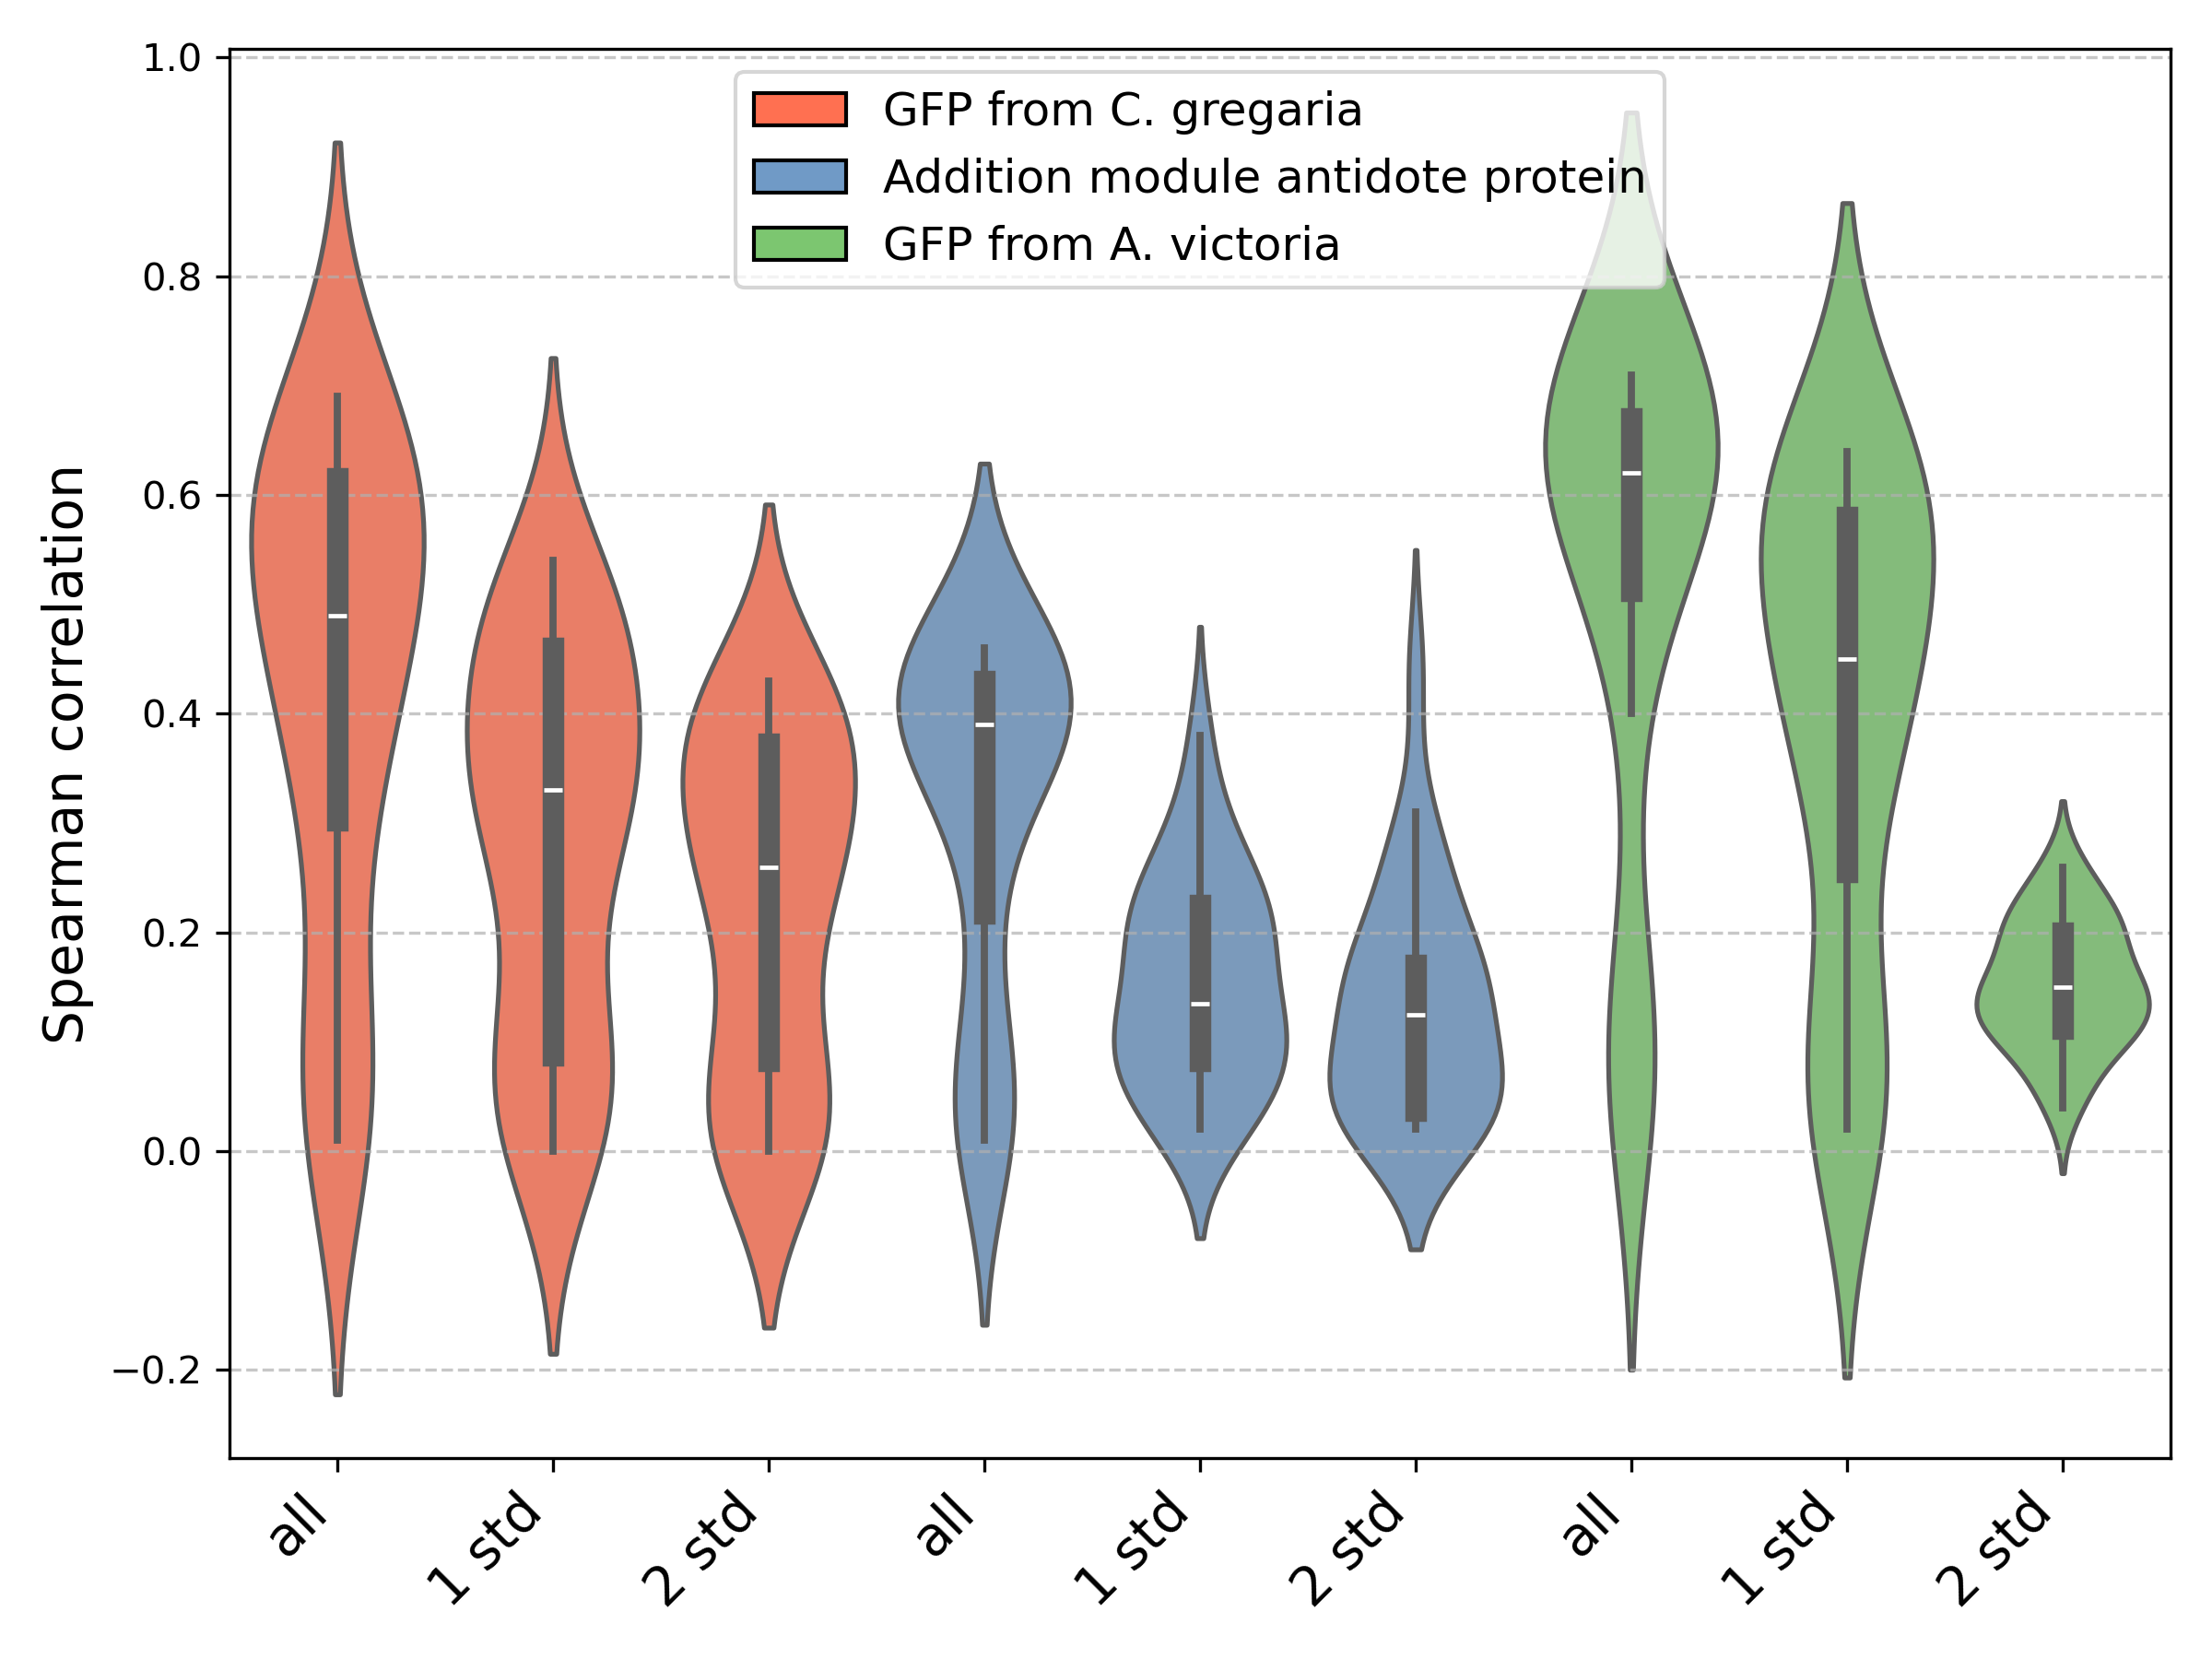 GFP from C. gregaria
Addition module antidote protein
GFP from A. victoria
Spearman correlation
1.0
0.8
0.6
0.4
0.2
0.0
−0.2
all
1 std
2 std
all
1 std
2 std
all
1 std
2 std